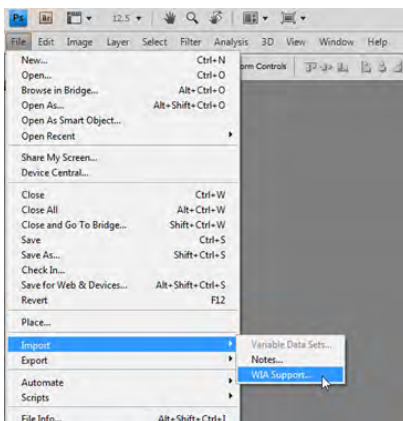 Ps Br 12.5
File Edit Image Layer Select Filter Analysis 3D View Window Help
New... Ctrl+N
orm Controls
Open... Ctrl+O
Browse in Bridge... Alt+Ctrl+O
Open As... Alt+Shift+Ctrl+O
Open As Smart Object...
Open Recent
Share My Screen...
Device Central...
Close Ctrl+W
Close All Alt+Ctrl+W
Close and Go To Bridge... Shift+Ctrl+W
Save Ctrl+S
Save As... Shift+Ctrl+S
Check In...
Save for Web & Devices... Alt+Shift+Ctrl+S
Revert F12
Place...
Import
Variable Data Sets...
Export
Notes...
WIA Support...
Automate
Scripts
File Info... Alt+Shift+Ctrl+I